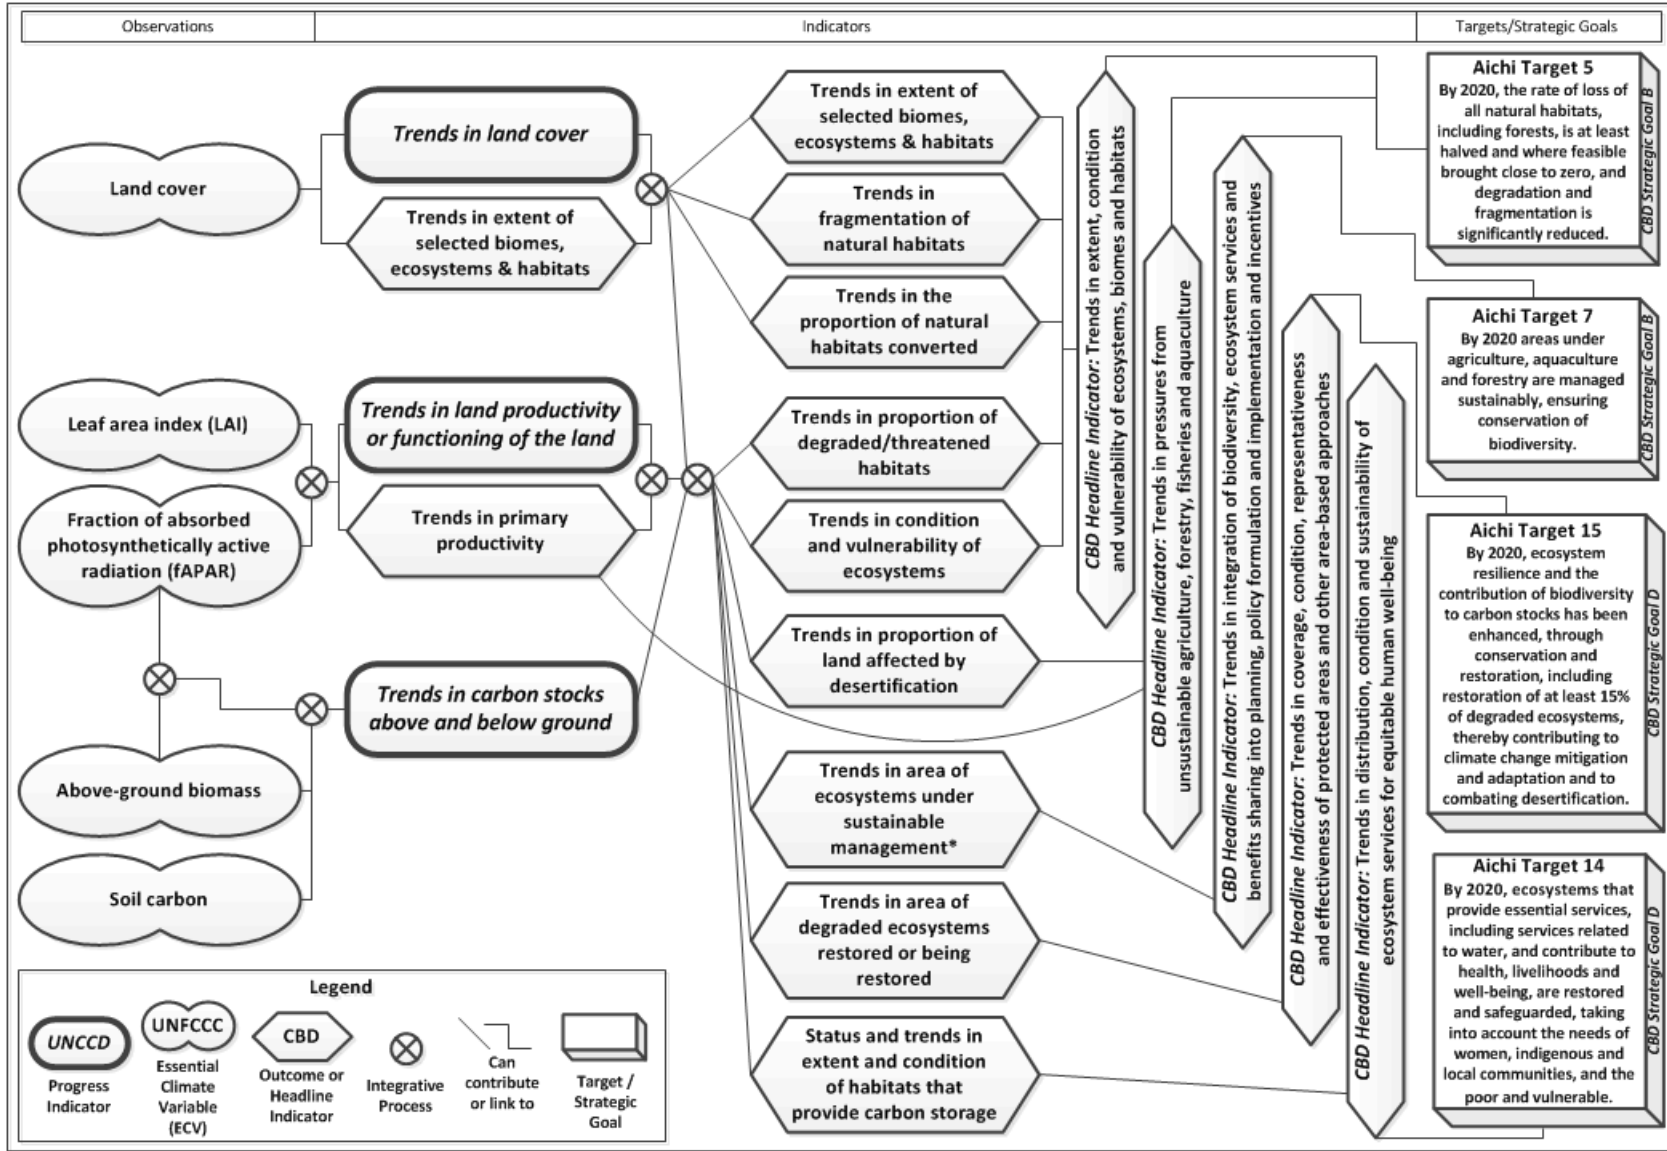 Observations
Indicators
Targets/Strategic Goals
Land cover
Leaf area index (LAI)
Fraction of absorbed
photosynthetically active
radiation (fAPAR)
Above-ground biomass
Soil carbon
Trends in land cover
Trends in extent of
selected biomes,
ecosystems & habitats
Trends in land productivity
or functioning of the land
Trends in primary
productivity
Trends in carbon stocks
above and below ground
Trends in extent of
selected biomes,
ecosystems & habitats
Trends in
fragmentation of
natural habitats
Trends in the
proportion of natural
habitats converted
Trends in proportion of
degraded/threatened
habitats
Trends in condition
and vulnerability of
ecosystems
Trends in proportion of
land affected by
desertification
Trends in area of
ecosystems under
sustainable
management*
Trends in area of
degraded ecosystems
restored or being
restored
Status and trends in
extent and condition
of habitats that
provide carbon storage
CBD Headline Indicator: Trends in extent, condition
and vulnerability of ecosystems, biomes and habitats
CBD Headline Indicator: Trends in pressures from
unsustainable agriculture, forestry, fisheries and aquaculture
CBD Headline Indicator: Trends in integration of biodiversity, ecosystem services and
benefits sharing into planning, policy formulation and implementation and incentives
CBD Headline Indicator: Trends in coverage, condition, representativeness
and effectiveness of protected areas and other area-based approaches
CBD Headline Indicator: Trends in distribution, condition and sustainability of
ecosystem services for equitable human well-being
Aichi Target 5
By 2020, the rate of loss of
all natural habitats,
including forests, is at least
halved and where feasible
brought close to zero, and
degradation and
fragmentation is
significantly reduced.
CBD Strategic Goal B
Aichi Target 7
By 2020 areas under
agriculture, aquaculture
and forestry are managed
sustainably, ensuring
conservation of
biodiversity.
CBD Strategic Goal B
Aichi Target 15
By 2020, ecosystem
resilience and the
contribution of biodiversity
to carbon stocks has been
enhanced, through
conservation and
restoration, including
restoration of at least 15%
of degraded ecosystems,
thereby contributing to
climate change mitigation
and adaptation and to
combating desertification.
CBD Strategic Goal D
Aichi Target 14
By 2020, ecosystems that
provide essential services,
including services related
to water, and contribute to
health, livelihoods and
well-being, are restored
and safeguarded, taking
into account the needs of
women, indigenous and
local communities, and the
poor and vulnerable.
CBD Strategic Goal D
Legend
UNCCD
Progress
Indicator
UNFCCC
Essential
Climate
Variable
(ECV)
CBD
Outcome or
Headline
Indicator
Integrative
Process
Can
contribute
or link to
Target /
Strategic
Goal